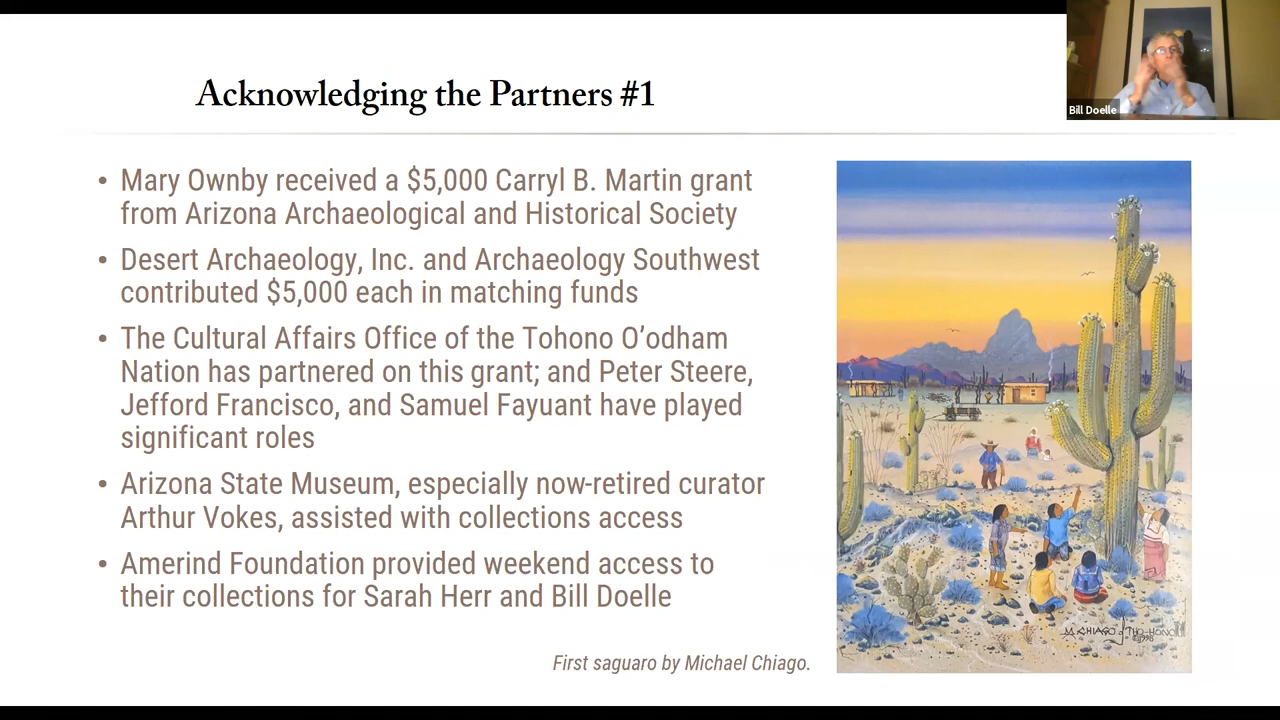 Acknowledging the Partners #1
Bill Doelle
• Mary Ownby received a $5,000 Carryl B. Martin grant
from Arizona Archaeological and Historical Society
• Desert Archaeology, Inc. and Archaeology Southwest
contributed $5,000 each in matching funds
• The Cultural Affairs Office of the Tohono O’odham
Nation has partnered on this grant; and Peter Steere,
Jefford Francisco, and Samuel Fayuant have played
significant roles
• Arizona State Museum, especially now-retired curator
Arthur Vokes, assisted with collections access
• Amerind Foundation provided weekend access to
their collections for Sarah Herr and Bill Doelle
M. CHIAGO
First saguaro by Michael Chiago.